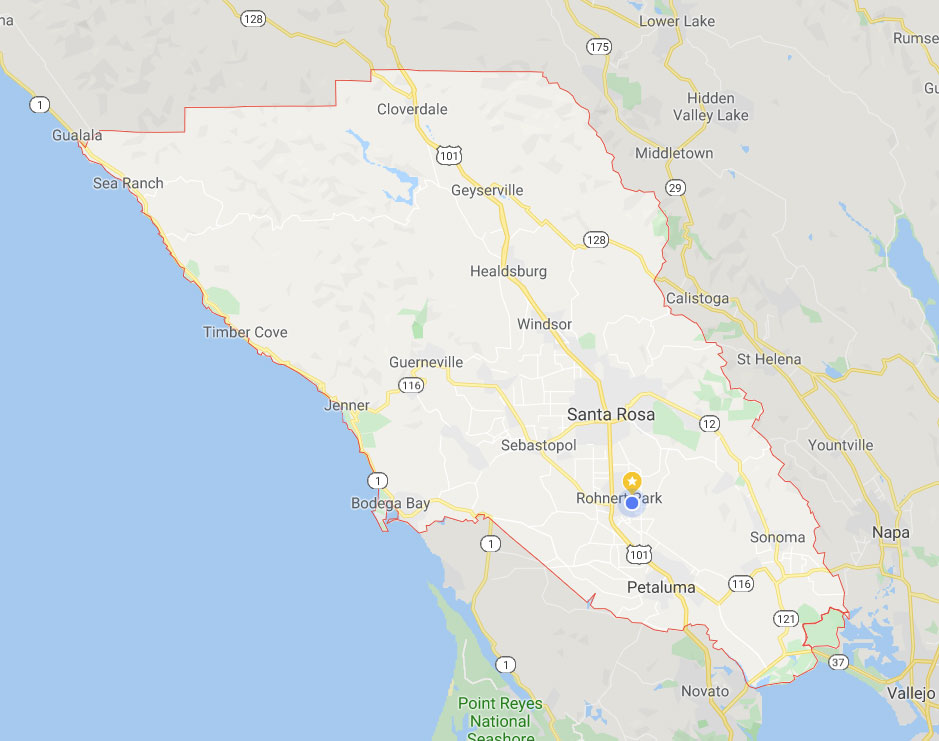 128
Lower Lake
na
175
Rumse
Hidden
Valley Lake
Gu
1
Cloverdale
Gualala
101
Middletown
Sea Ranch
Geyserville
29
128
Healdsburg
Calistoga
Windsor
Timber Cove
St Helena
Guerneville
116
Jenner
Santa Rosa
12
Sebastopol
Yountville
1
Rohnert Park
Bodega Bay
Napa
Sonoma
1
101
Petaluma
116
121
1
37
Novato
Vallejo
Point Reyes
National
Seashore